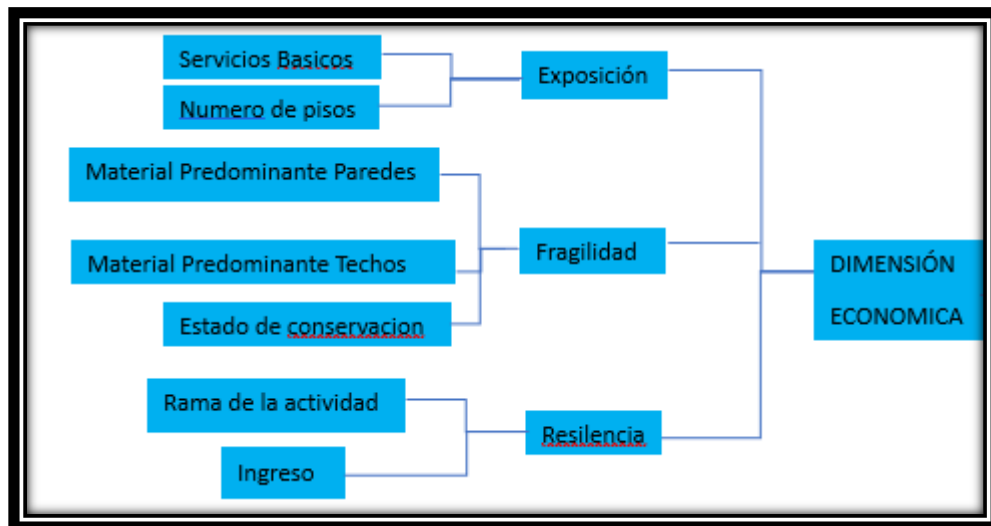 Servicios Basicos
Exposición
Numero de pisos
Material Predominante Paredes
Fragilidad
Material Predominante Techos
DIMENSIÓN
ECONOMICA
Estado de conservacion
Rama de la actividad
Resilencia
Ingreso